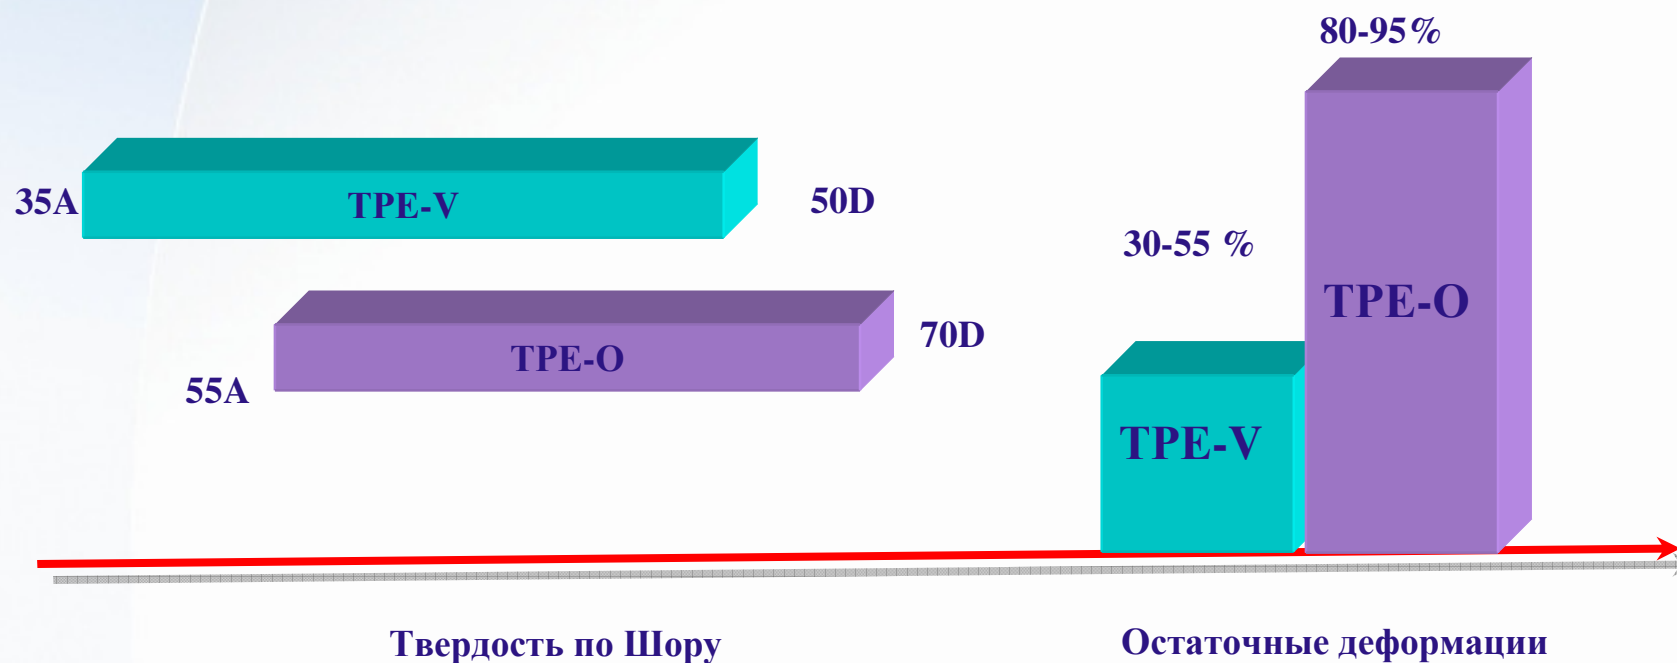 80-95%
35A
TPE-V
50D
30-55 %
TPE-O
70D
TPE-O
55A
TPE-V
Твердость по Шору
Остаточные деформации